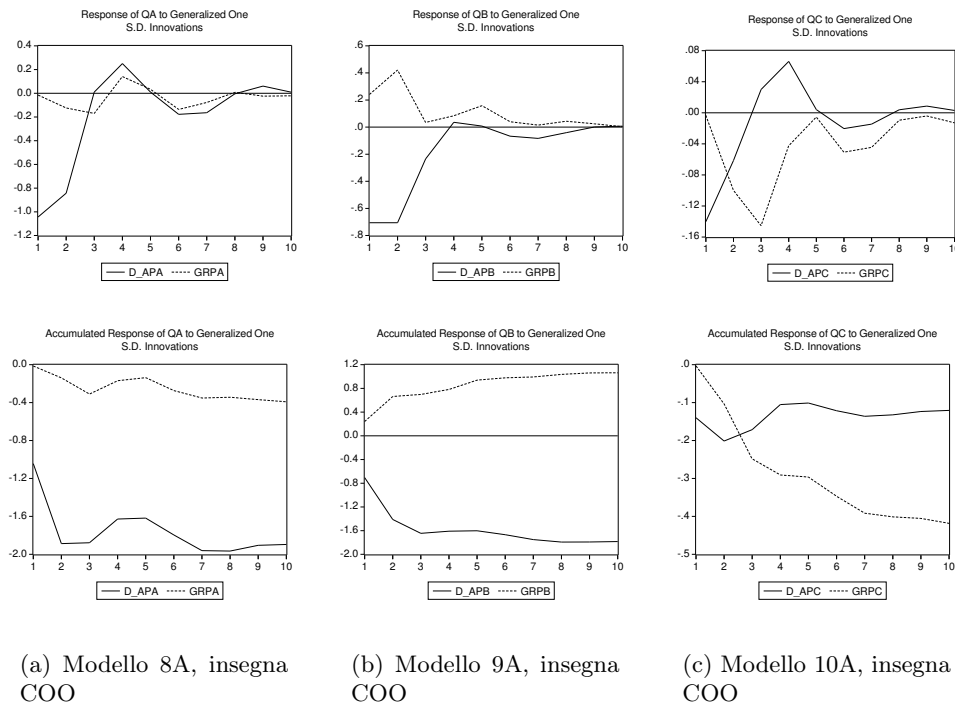 Response of QA to Generalized One
S.D. Innovations
0.4
0.2
0.0
-0.2
-0.4
-0.6
-0.8
-1.0
-1.2
1 2 3 4 5 6 7 8 9 10
D_APA GRPA
Response of QB to Generalized One
S.D. Innovations
.6
.4
.2
.0
-.2
-.4
-.6
-.8
1 2 3 4 5 6 7 8 9 10
D_APB GRPB
Response of QC to Generalized One
S.D. Innovations
.08
.04
.00
-.04
-.08
-.12
-.16
1 2 3 4 5 6 7 8 9 10
D_APC GRPC
Accumulated Response of QA to Generalized One
S.D. Innovations
0.0
-0.4
-0.8
-1.2
-1.6
-2.0
1 2 3 4 5 6 7 8 9 10
D_APA GRPA
Accumulated Response of QB to Generalized One
S.D. Innovations
1.2
0.8
0.4
0.0
-0.4
-0.8
-1.2
-1.6
-2.0
1 2 3 4 5 6 7 8 9 10
D_APB GRPB
Accumulated Response of QC to Generalized One
S.D. Innovations
.0
-.1
-.2
-.3
-.4
-.5
1 2 3 4 5 6 7 8 9 10
D_APC GRPC
(a) Modello 8A, insegna
COO
(b) Modello 9A, insegna
COO
(c) Modello 10A, insegna
COO